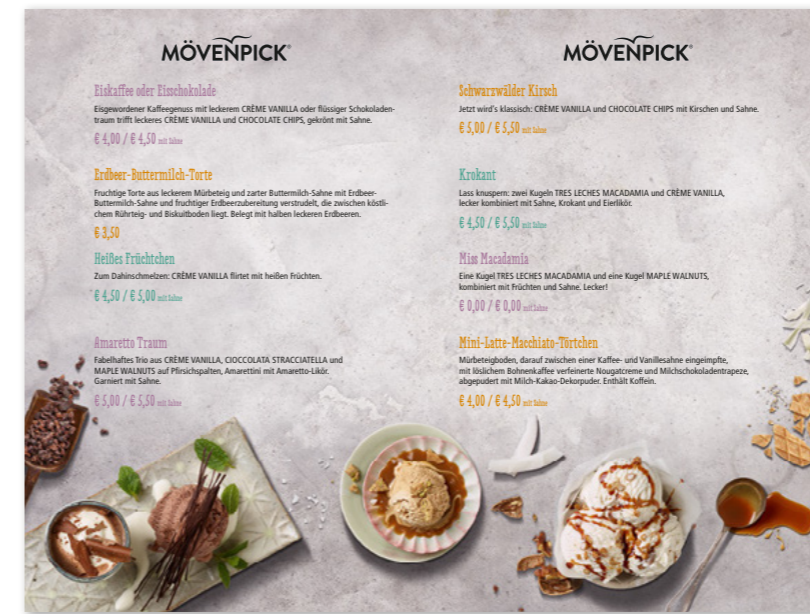 MÖVENPICK®
Eiskaffee oder Eisschokolade
Eisgewordener Kaffeegenuss mit leckerem CRÈME VANILLA oder flüssiger Schokoladen-
traum trifft leckeres CRÈME VANILLA und CHOCOLATE CHIPS, gekrönt mit Sahne.
€ 4,00 / € 4,50 mit Sahne
Erdbeer-Buttermilch-Torte
Fruchtige Torte aus leckerem Mürbeteig und zarter Buttermilch-Sahne mit Erdbeer-
Buttermilch-Sahne und fruchtiger Erdbeerzubereitung verstrudelt, die zwischen köstli-
chem Rührteig- und Biskuitboden liegt. Belegt mit halben leckeren Erdbeeren.
€ 3,50
Heißes Früchtchen
Zum Dahinschmelzen: CRÈME VANILLA flirtet mit heißen Früchten.
€ 4,50 / € 5,00 mit Sahne
Amaretto Traum
Fabelhaftes Trio aus CRÈME VANILLA, CIOCCOLATA STRACCIATELLA und
MAPLE WALNUTS auf Pfirsichspalten, Amarettini mit Amaretto-Likör.
Garniert mit Sahne.
€ 5,00 / € 5,50 mit Sahne
MÖVENPICK®
Schwarzwälder Kirsch
Jetzt wird's klassisch: CRÈME VANILLA und CHOCOLATE CHIPS mit Kirschen und Sahne.
€ 5,00 / € 5,50 mit Sahne
Krokant
Lass knuspern: zwei Kugeln TRES LECHES MACADAMIA und CRÈME VANILLA,
lecker kombiniert mit Sahne, Krokant und Eierlikör.
€ 4,50 / € 5,50 mit Sahne
Miss Macadamia
Eine Kugel TRES LECHES MACADAMIA und eine Kugel MAPLE WALNUTS,
kombiniert mit Früchten und Sahne. Lecker!
€ 0,00 / € 0,00 mit Sahne
Mini-Latte-Macchiato-Törtchen
Mürbeteigboden, darauf zwischen einer Kaffee- und Vanillesahne eingeimpfte,
mit löslichem Bohnenkaffee verfeinerte Nougatcreme und Milchschokoladentrapeze,
abgepudert mit Milch-Kakao-Dekorpuder. Enthält Koffein.
€ 4,00 / € 4,50 mit Sahne